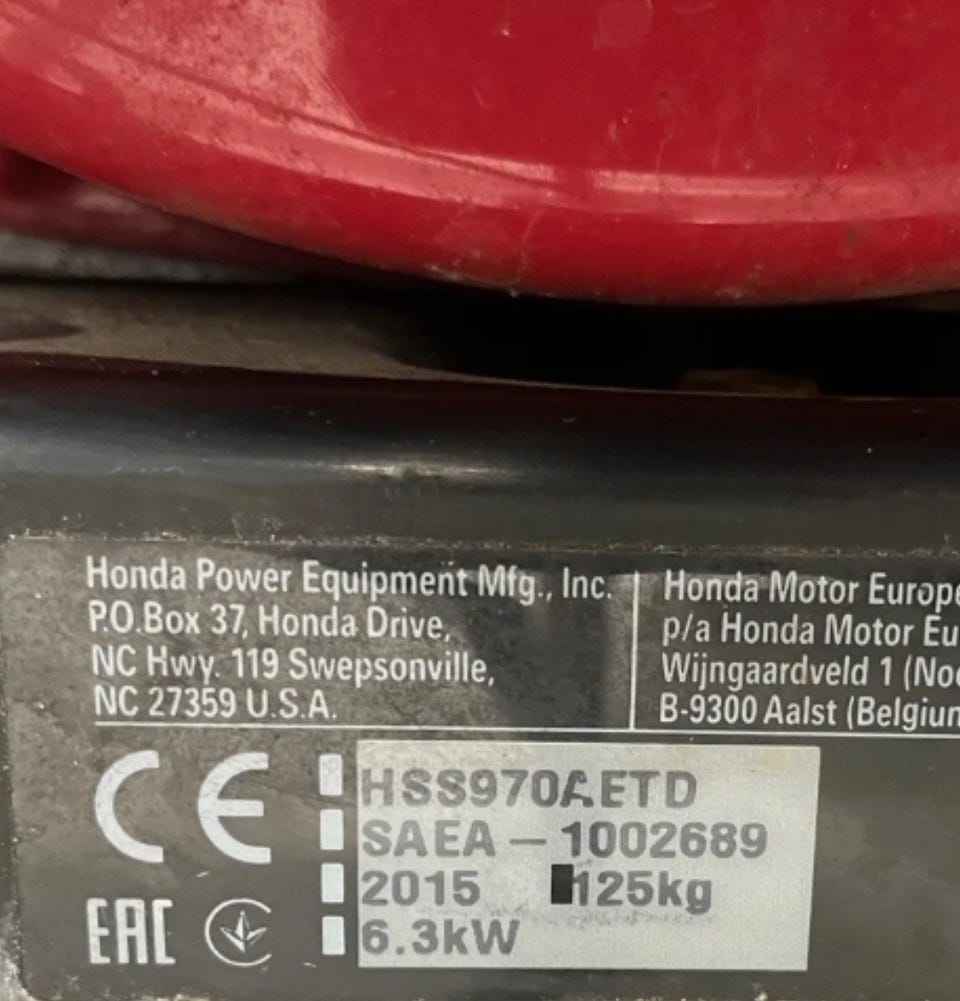 Honda Power Equipment Mfg., Inc.
P.O.Box 37, Honda Drive,
NC Hwy. 119 Swepsonville,
NC 27359 U.S.A.
Honda Motor Europe
p/a Honda Motor Eu
Wijngaardveld 1 (Noo
B-9300 Aalst (Belgium
CE
HSS970AETD
SAEA – 1002689
2015 125kg
6.3kW
EAC